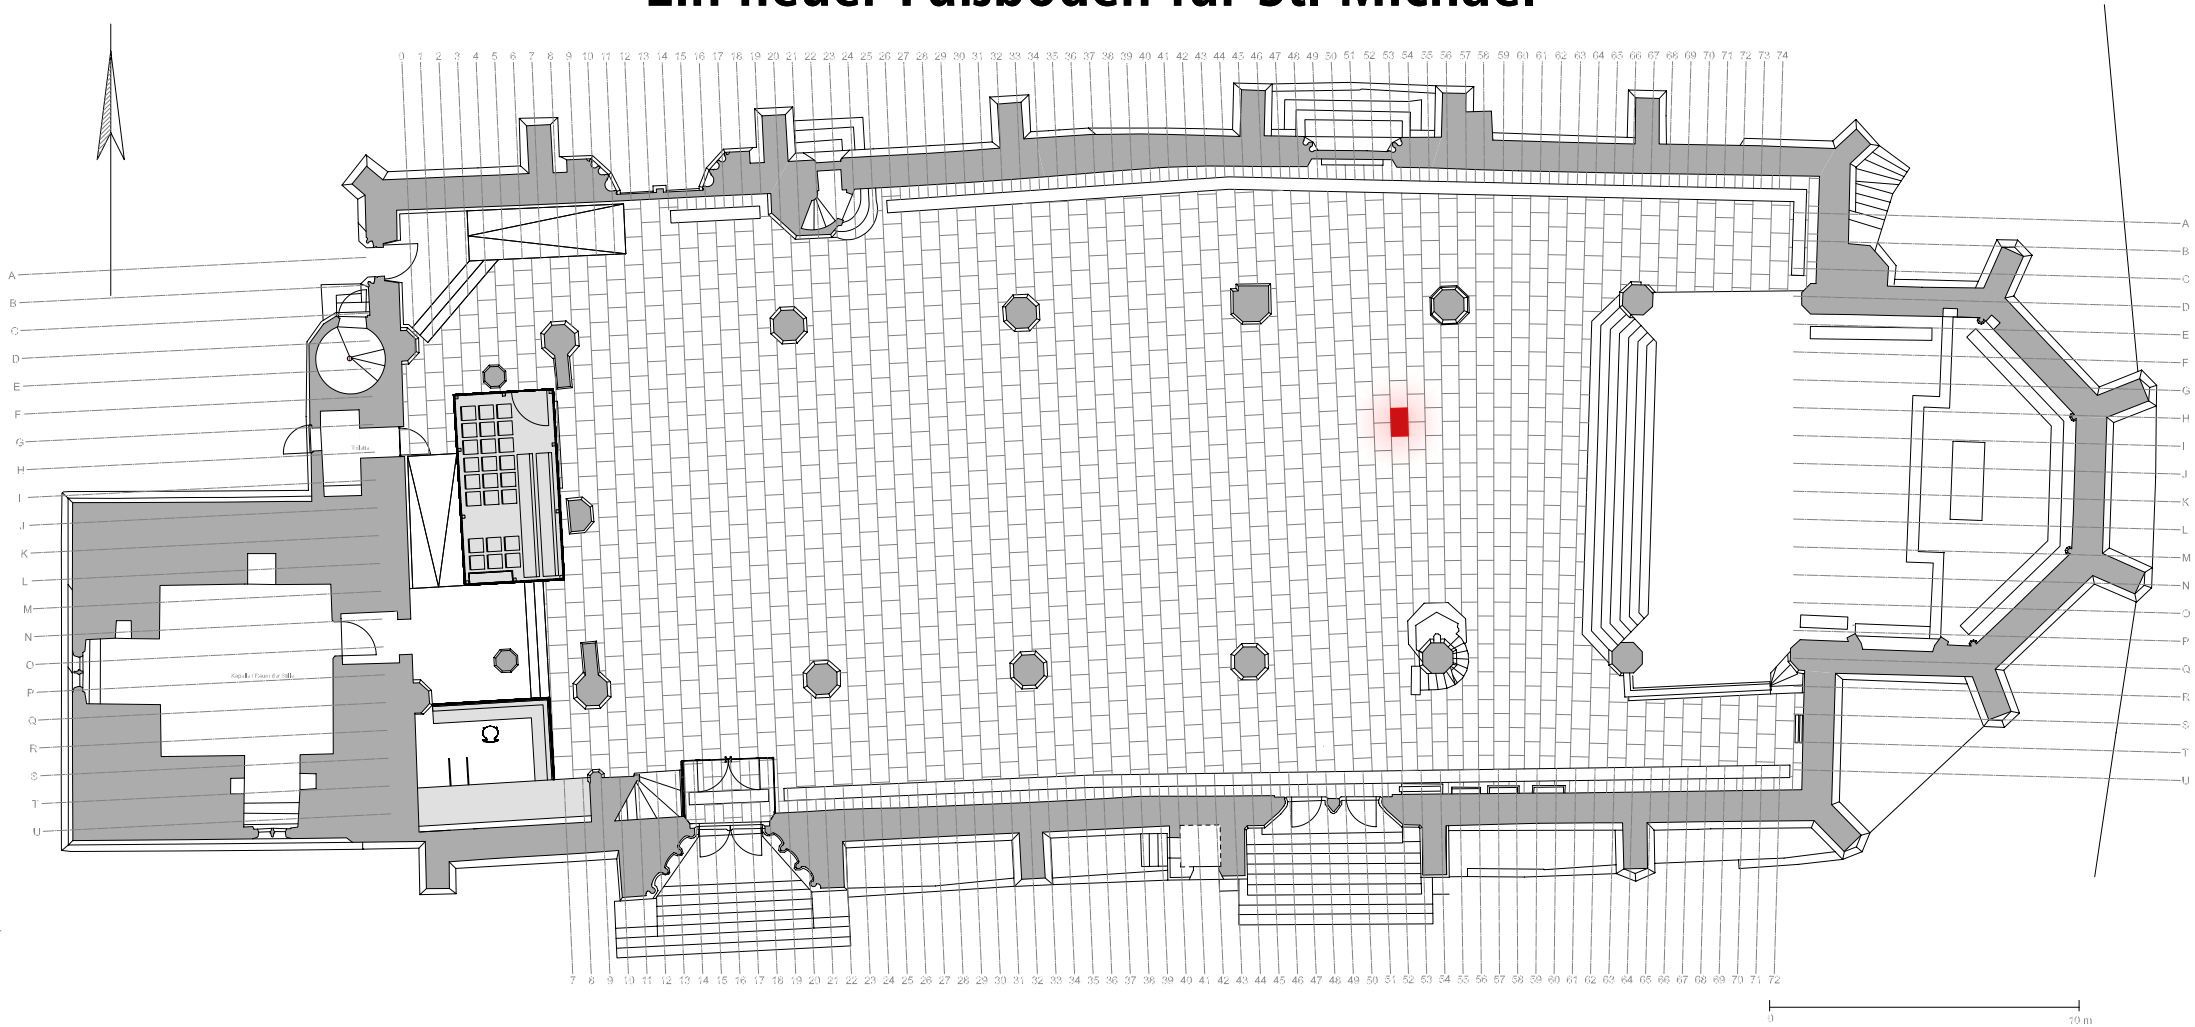 Ein neuer Fußboden für St. Michael
0 1 2 3 4 5 6 7 8 9 10 11 12 13 14 15 16 17 18 19 20 21 22 23 24 25 26 27 28 29 30 31 32 33 34 35 36 37 38 39 40 41 42 43 44 45 46 47 48 49 50 51 52 53 54 55 56 57 58 59 60 61 62 63 64 65 66 67 68 69 70 71 72 73 74
A A
B B
C C
D D
E E
F F
G G
H H
I I
J J
K K
L L
M M
N N
O O
P P
Kapelle / Raum der Stille
Q Q
R R
S S
T T
U U
7 8 9 10 11 12 13 14 15 16 17 18 19 20 21 22 23 24 25 26 27 28 29 30 31 32 33 34 35 36 37 38 39 40 41 42 43 44 45 46 47 48 49 50 51 52 53 54 55 56 57 58 59 60 61 62 63 64 65 66 67 68 69 70 71 72
0 10 m